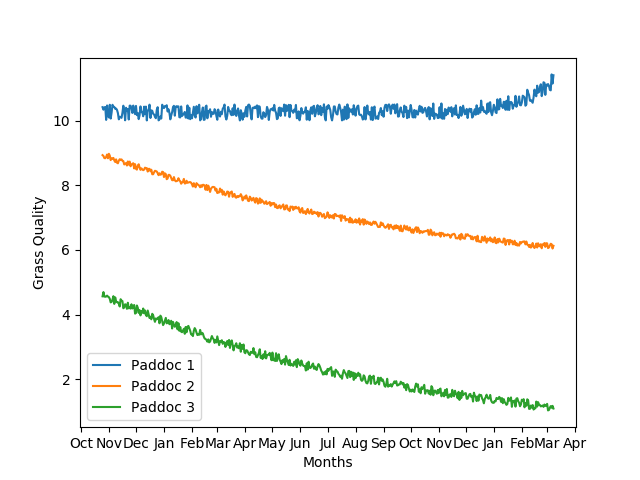 10
8
6
4
2
Grass Quality
Paddoc 1
Paddoc 2
Paddoc 3
Oct Nov Dec Jan Feb Mar Apr May Jun Jul Aug Sep Oct Nov Dec Jan Feb Mar Apr
Months